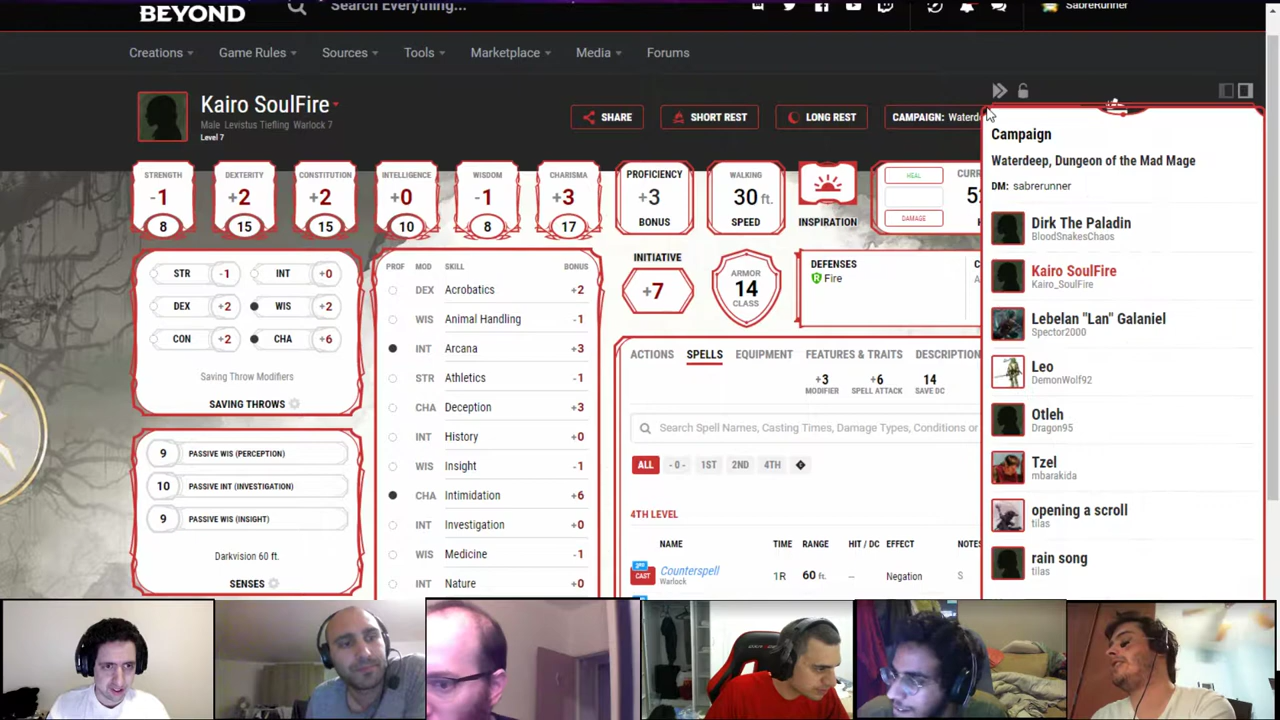 BEYOND
Search Everything...
SabreRunner
Creations
Game Rules
Sources
Tools
Marketplace
Media
Forums
Kairo SoulFire
Male Levistus Tiefling Warlock 7
Level 7
SHARE
SHORT REST
LONG REST
CAMPAIGN: Waterd
STRENGTH
-1
8
DEXTERITY
+2
15
CONSTITUTION
+2
15
INTELLIGENCE
+0
10
WISDOM
-1
8
CHARISMA
+3
17
PROFICIENCY
+3
BONUS
WALKING
30 ft.
SPEED
INSPIRATION
HEAL
DAMAGE
CURR
5
H
STR -1
INT +0
DEX +2
WIS +2
CON +2
CHA +6
Saving Throw Modifiers
SAVING THROWS
9 PASSIVE WIS (PERCEPTION)
10 PASSIVE INT (INVESTIGATION)
9 PASSIVE WIS (INSIGHT)
Darkvision 60 ft.
SENSES
PROF MOD SKILL BONUS
DEX Acrobatics +2
WIS Animal Handling -1
INT Arcana +3
STR Athletics -1
CHA Deception +3
INT History +0
WIS Insight -1
CHA Intimidation +6
INT Investigation +0
WIS Medicine -1
INT Nature +0
INITIATIVE
+7
ARMOR
14
CLASS
DEFENSES
R Fire
C
A
ACTIONS
SPELLS
EQUIPMENT
FEATURES & TRAITS
DESCRIPTION
+3
MODIFIER
+6
SPELL ATTACK
14
SAVE DC
Search Spell Names, Casting Times, Damage Types, Conditions or
ALL
- 0 -
1ST
2ND
4TH
4TH LEVEL
NAME TIME RANGE HIT / DC EFFECT NOTES
CAST
Counterspell 1R 60 ft. -- Negation S
Warlock
Campaign
Waterdeep, Dungeon of the Mad Mage
DM: sabrerunner
Dirk The Paladin
BloodSnakesChaos
Kairo SoulFire
Kairo_SoulFire
Lebelan "Lan" Galaniel
Spector2000
Leo
DemonWolf92
Otleh
Dragon95
Tzel
mbarakida
opening a scroll
tilas
rain song
tilas